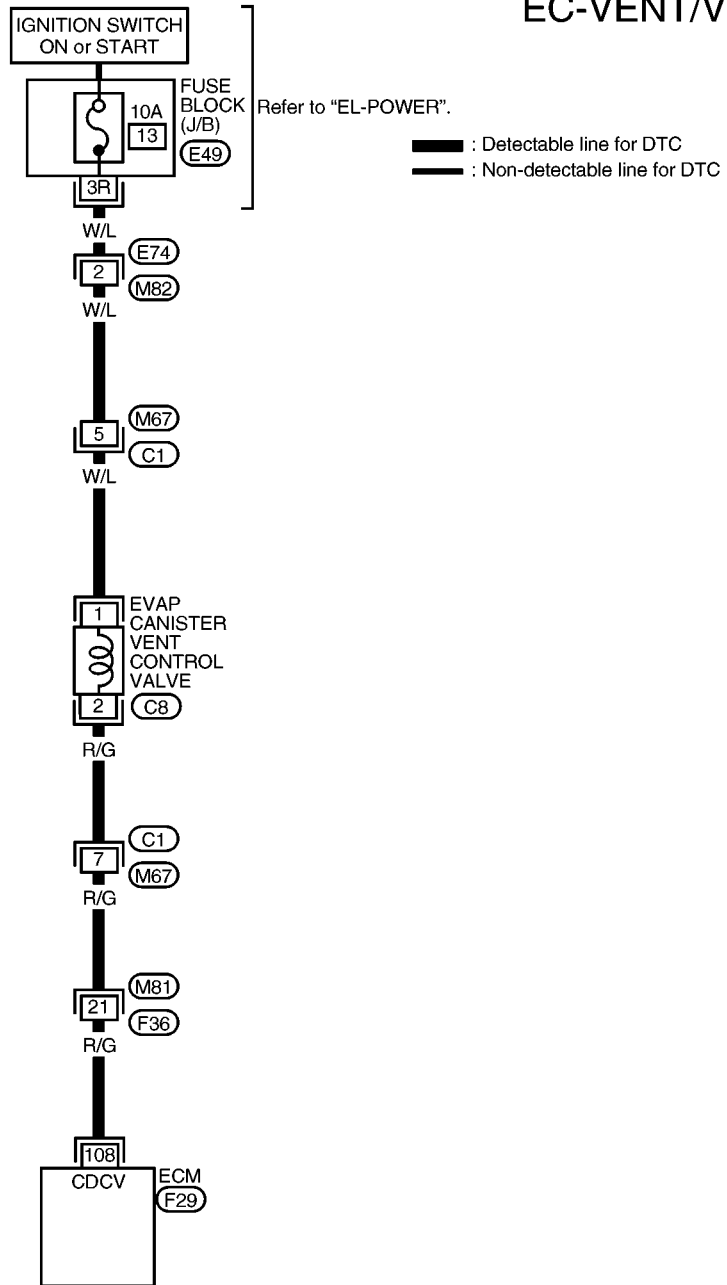 EC-VENT/V
IGNITION SWITCH
ON or START
FUSE
BLOCK
(J/B)
10A
13
E49
Refer to “EL-POWER”.
: Detectable line for DTC
: Non-detectable line for DTC
3R
W/L
E74
2
M82
W/L
M67
5
C1
W/L
1
EVAP
CANISTER
VENT
CONTROL
VALVE
2
C8
R/G
C1
7
M67
R/G
M81
21
F36
R/G
108
CDCV
ECM
F29